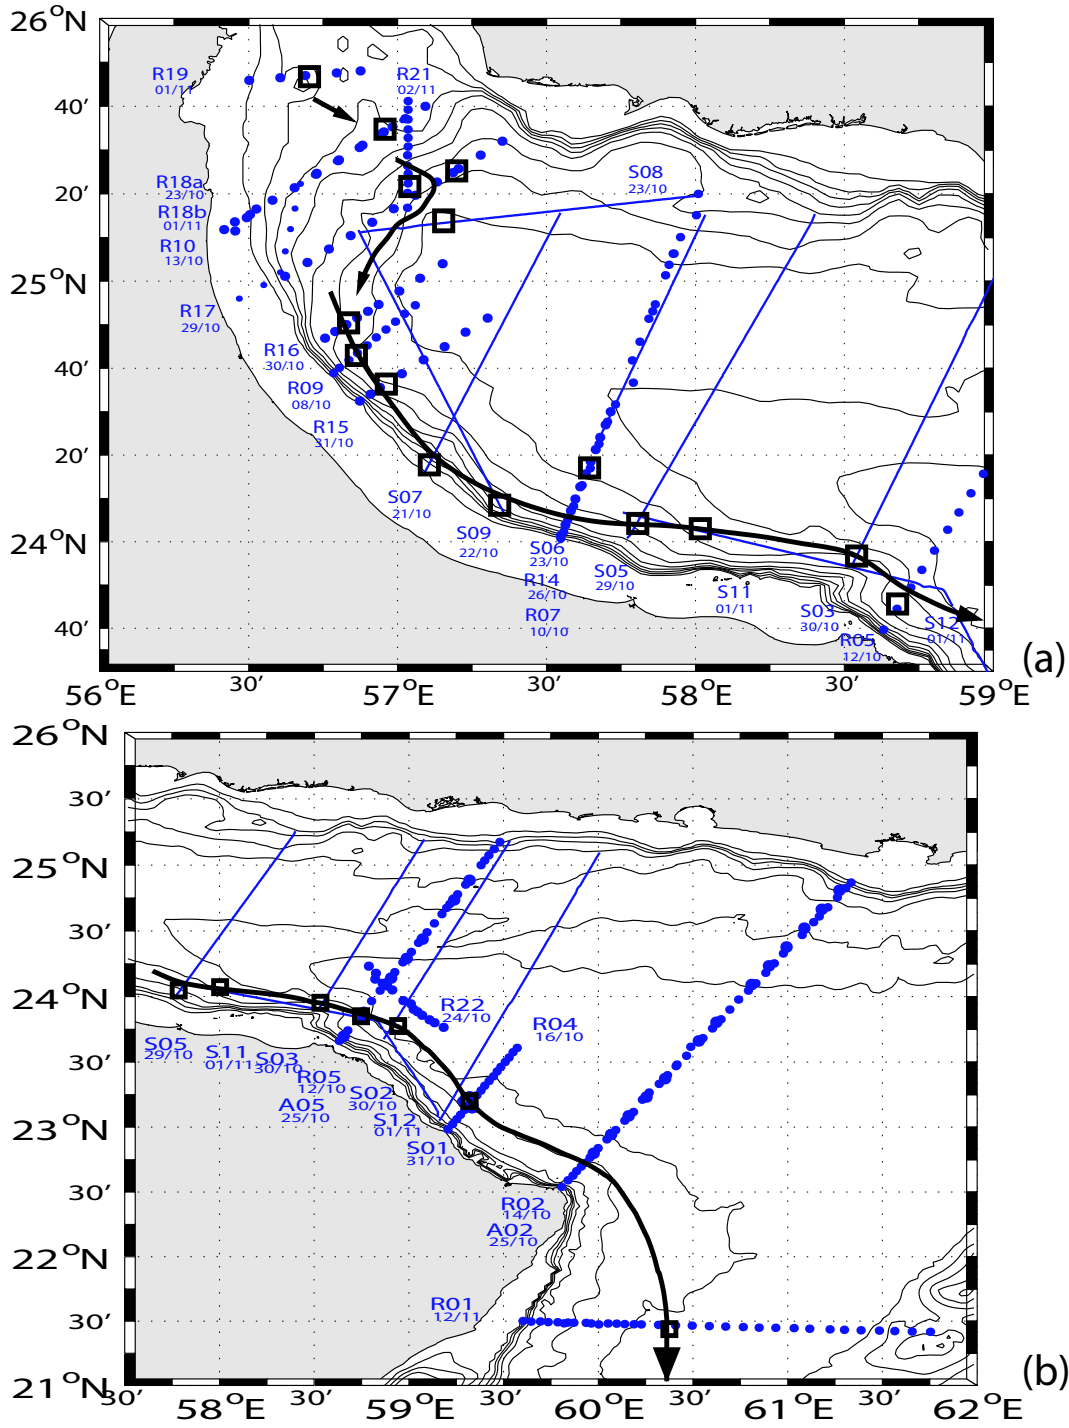 26°N
40'
20'
25°N
40'
20'
24°N
40'
56°E
30'
57°E
30'
58°E
30'
59°E
R19
01/11
R21
02/11
R18a
23/10
R18b
01/11
R10
13/10
R17
29/10
R16
30/10
R09
08/10
R15
31/10
S08
23/10
S07
21/10
S09
22/10
S06
23/10
R14
26/10
R07
10/10
S05
29/10
S11
01/11
S03
30/10
R05
12/10
S12
01/11
(a)
26°N
30'
25°N
30'
24°N
30'
23°N
30'
22°N
30'
21°N
30'
58°E
30'
59°E
30'
60°E
30'
61°E
30'
62°E
S05
29/10
S11
01/11
S03
30/10
R05
12/10
A05
25/10
S02
30/10
S12
01/11
S01
31/10
R22
24/10
R04
16/10
R02
14/10
A02
25/10
R01
12/11
(b)